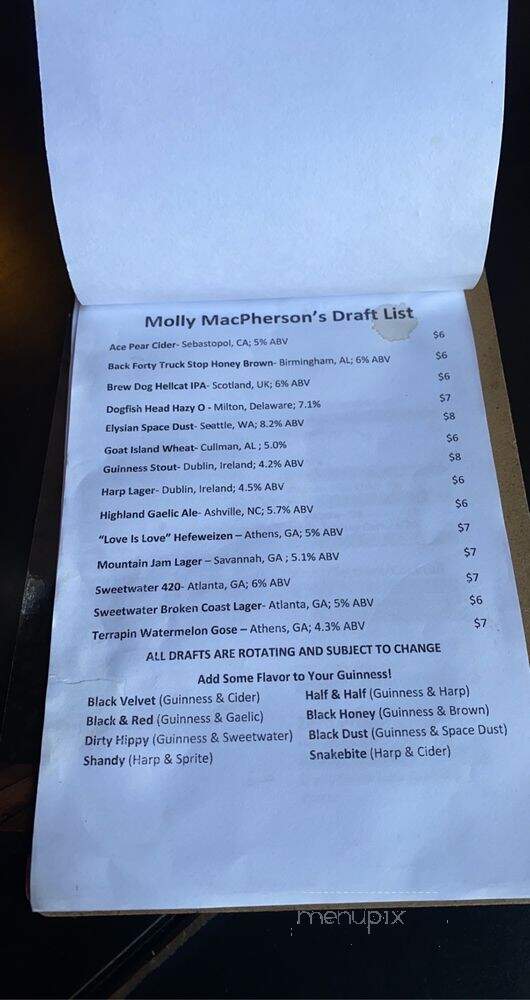 Molly MacPherson's Draft List
Ace Pear Cider- Sebastopol, CA; 5% ABV $6
Back Forty Truck Stop Honey Brown- Birmingham, AL; 6% ABV $6
Brew Dog Hellcat IPA- Scotland, UK; 6% ABV $6
Dogfish Head Hazy O - Milton, Delaware; 7.1% $7
Elysian Space Dust- Seattle, WA; 8.2% ABV $8
Goat Island Wheat- Cullman, AL ; 5.0% $6
Guinness Stout- Dublin, Ireland; 4.2% ABV $8
Harp Lager- Dublin, Ireland; 4.5% ABV $6
Highland Gaelic Ale- Ashville, NC; 5.7% ABV $6
"Love Is Love" Hefeweizen – Athens, GA; 5% ABV $7
Mountain Jam Lager – Savannah, GA ; 5.1% ABV $7
Sweetwater 420- Atlanta, GA; 6% ABV $7
Sweetwater Broken Coast Lager- Atlanta, GA; 5% ABV $6
Terrapin Watermelon Gose – Athens, GA; 4.3% ABV $7
ALL DRAFTS ARE ROTATING AND SUBJECT TO CHANGE
Add Some Flavor to Your Guinness!
Black Velvet (Guinness & Cider) Half & Half (Guinness & Harp)
Black & Red (Guinness & Gaelic) Black Honey (Guinness & Brown)
Dirty Hippy (Guinness & Sweetwater) Black Dust (Guinness & Space Dust)
Shandy (Harp & Sprite) Snakebite (Harp & Cider)
menupix